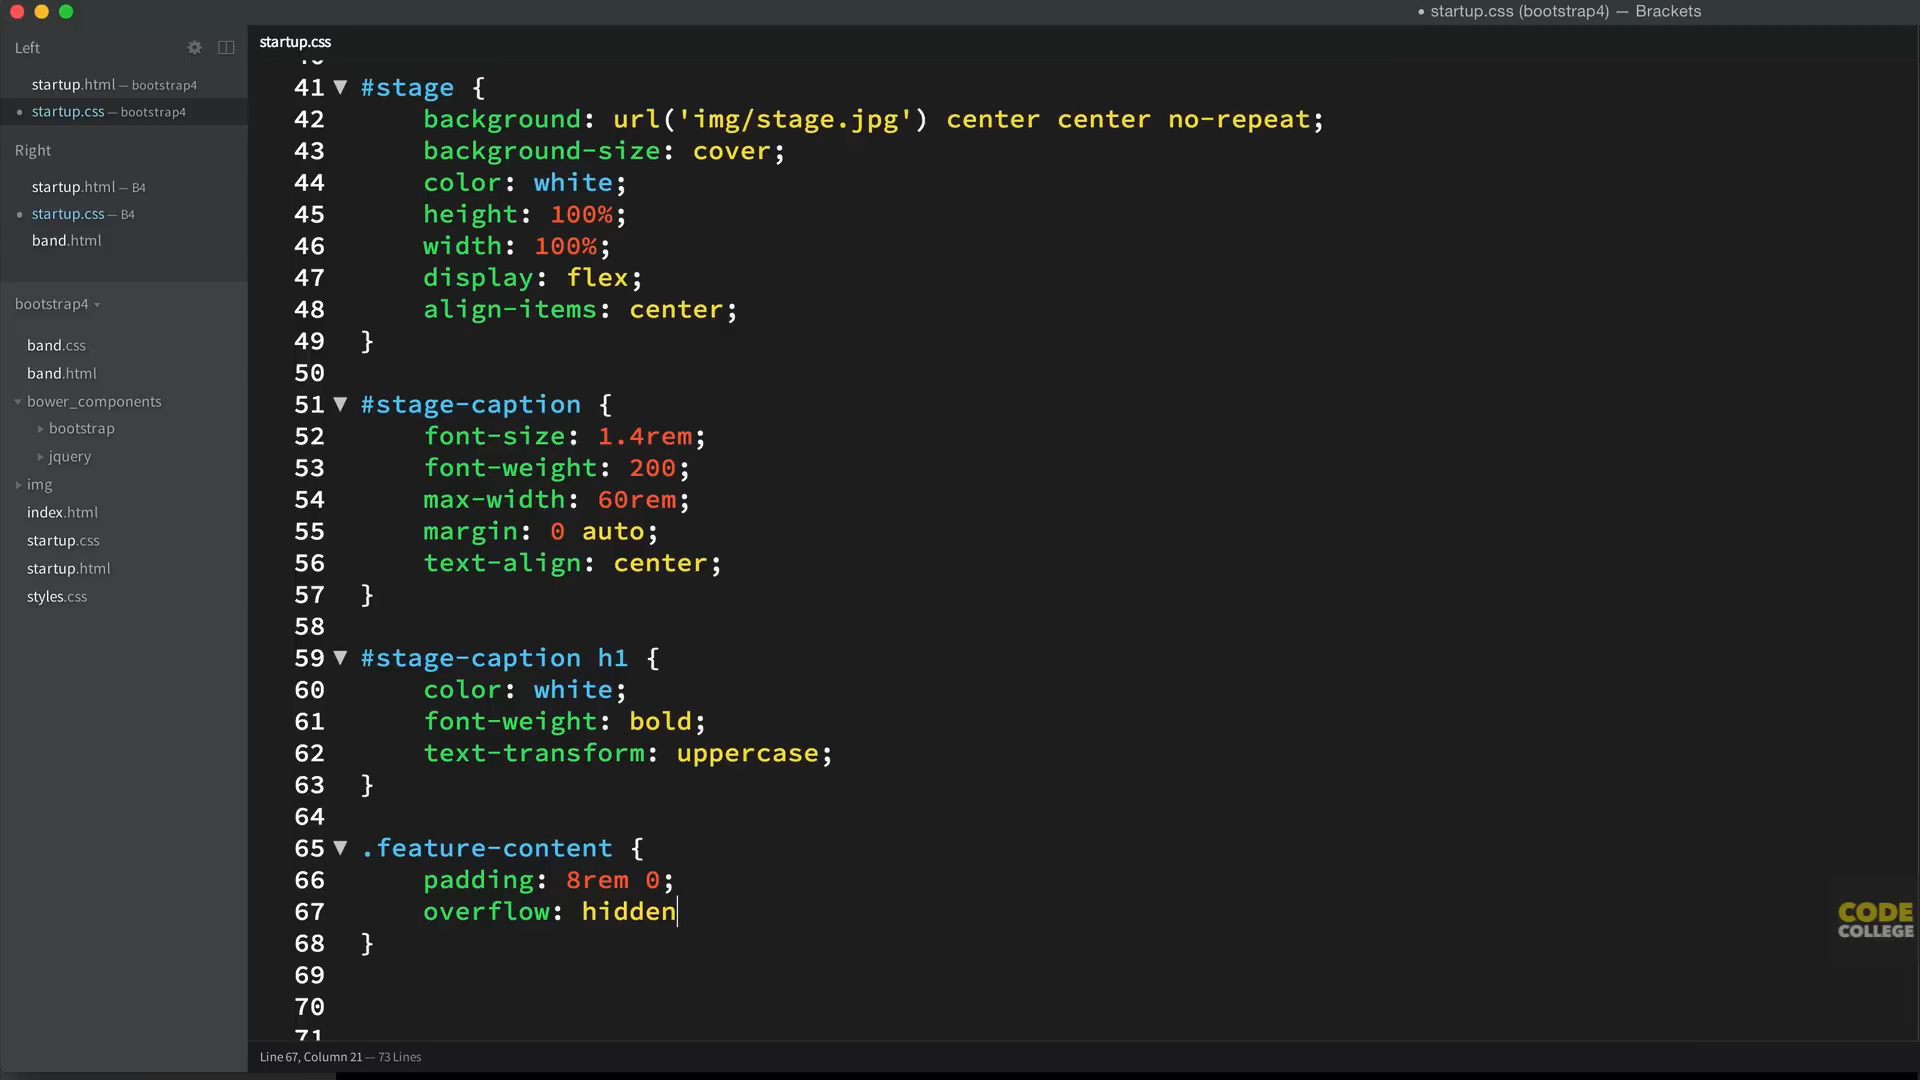 • startup.css (bootstrap4) — Brackets
Left
startup.html — bootstrap4
• startup.css — bootstrap4
Right
startup.html — B4
• startup.css — B4
band.html
bootstrap4
band.css
band.html
bower_components
bootstrap
jquery
img
index.html
startup.css
startup.html
styles.css
startup.css
41 #stage {
42 background: url('img/stage.jpg') center center no-repeat;
43 background-size: cover;
44 color: white;
45 height: 100%;
46 width: 100%;
47 display: flex;
48 align-items: center;
49 }
50
51 #stage-caption {
52 font-size: 1.4rem;
53 font-weight: 200;
54 max-width: 60rem;
55 margin: 0 auto;
56 text-align: center;
57 }
58
59 #stage-caption h1 {
60 color: white;
61 font-weight: bold;
62 text-transform: uppercase;
63 }
64
65 .feature-content {
66 padding: 8rem 0;
67 overflow: hidden
68 }
69
70
71
CODE
COLLEGE
Line 67, Column 21 — 73 Lines